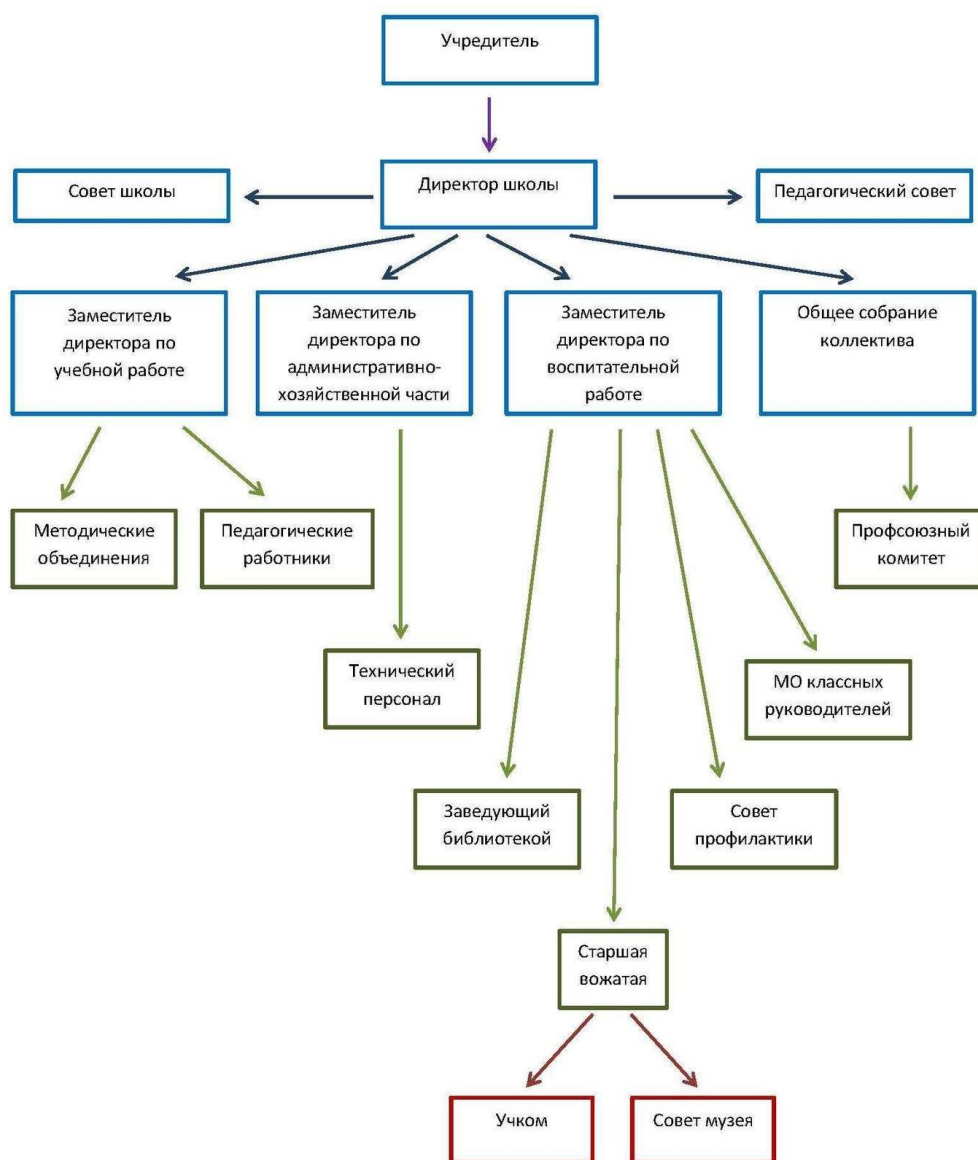 Учредитель
Совет школы
Директор школы
Педагогический совет
Заместитель
директора по
учебной работе
Заместитель
директора по
административно-
хозяйственной части
Заместитель
директора по
воспитательной
работе
Общее собрание
коллектива
Методические
объединения
Педагогические
работники
Профсоюзный
комитет
Технический
персонал
МО классных
руководителей
Заведующий
библиотекой
Совет
профилактики
Старшая
вожатая
Учком
Совет музея